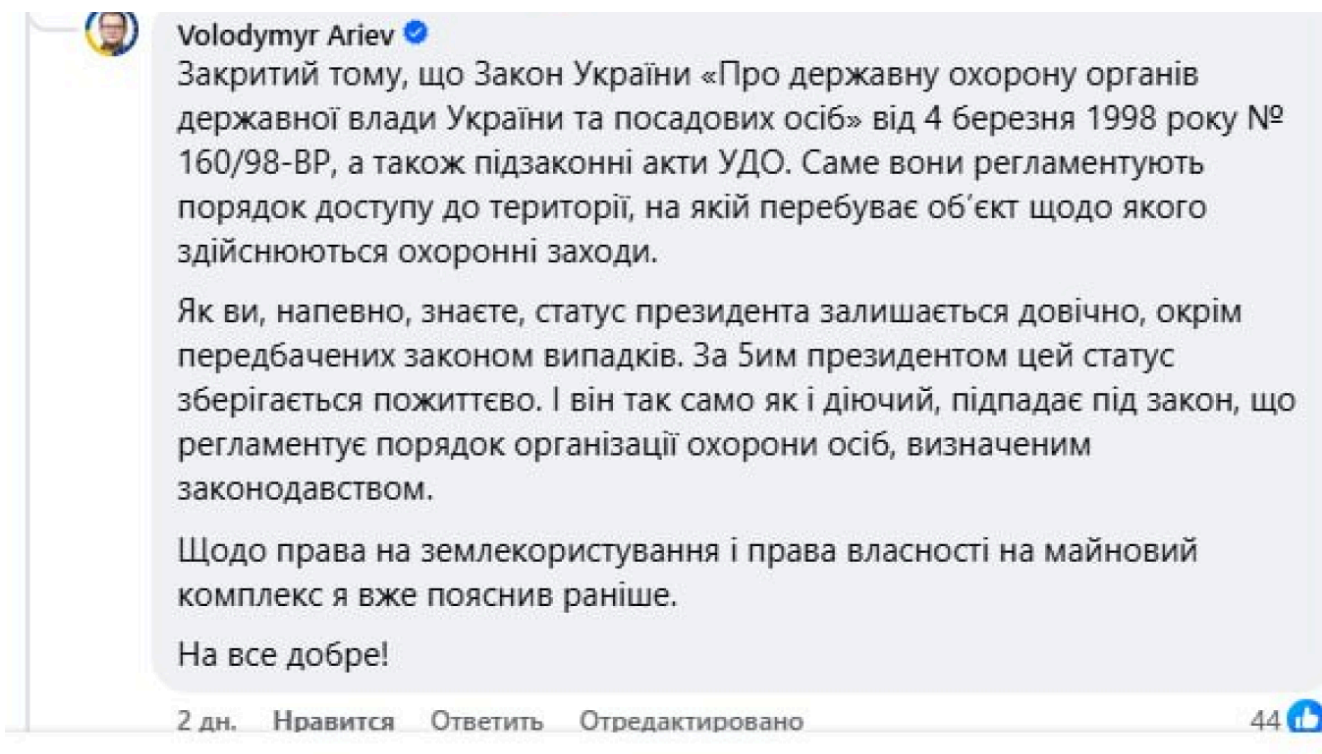 Volodymyr Ariev
Закритий тому, що Закон України «Про державну охорону органів
державної влади України та посадових осіб» від 4 березня 1998 року №
160/98-ВР, а також підзаконні акти УДО. Саме вони регламентують
порядок доступу до території, на якій перебуває об’єкт щодо якого
здійснюються охоронні заходи.
Як ви, напевно, знаєте, статус президента залишається довічно, окрім
передбачених законом випадків. За 5им президентом цей статус
зберігається пожиттєво. І він так само як і діючий, підпадає під закон, що
регламентує порядок організації охорони осіб, визначеним
законодавством.
Щодо права на землекористування і права власності на майновий
комплекс я вже пояснив раніше.
На все добре!
2 дн. Нравится Ответить Отредактировано 44